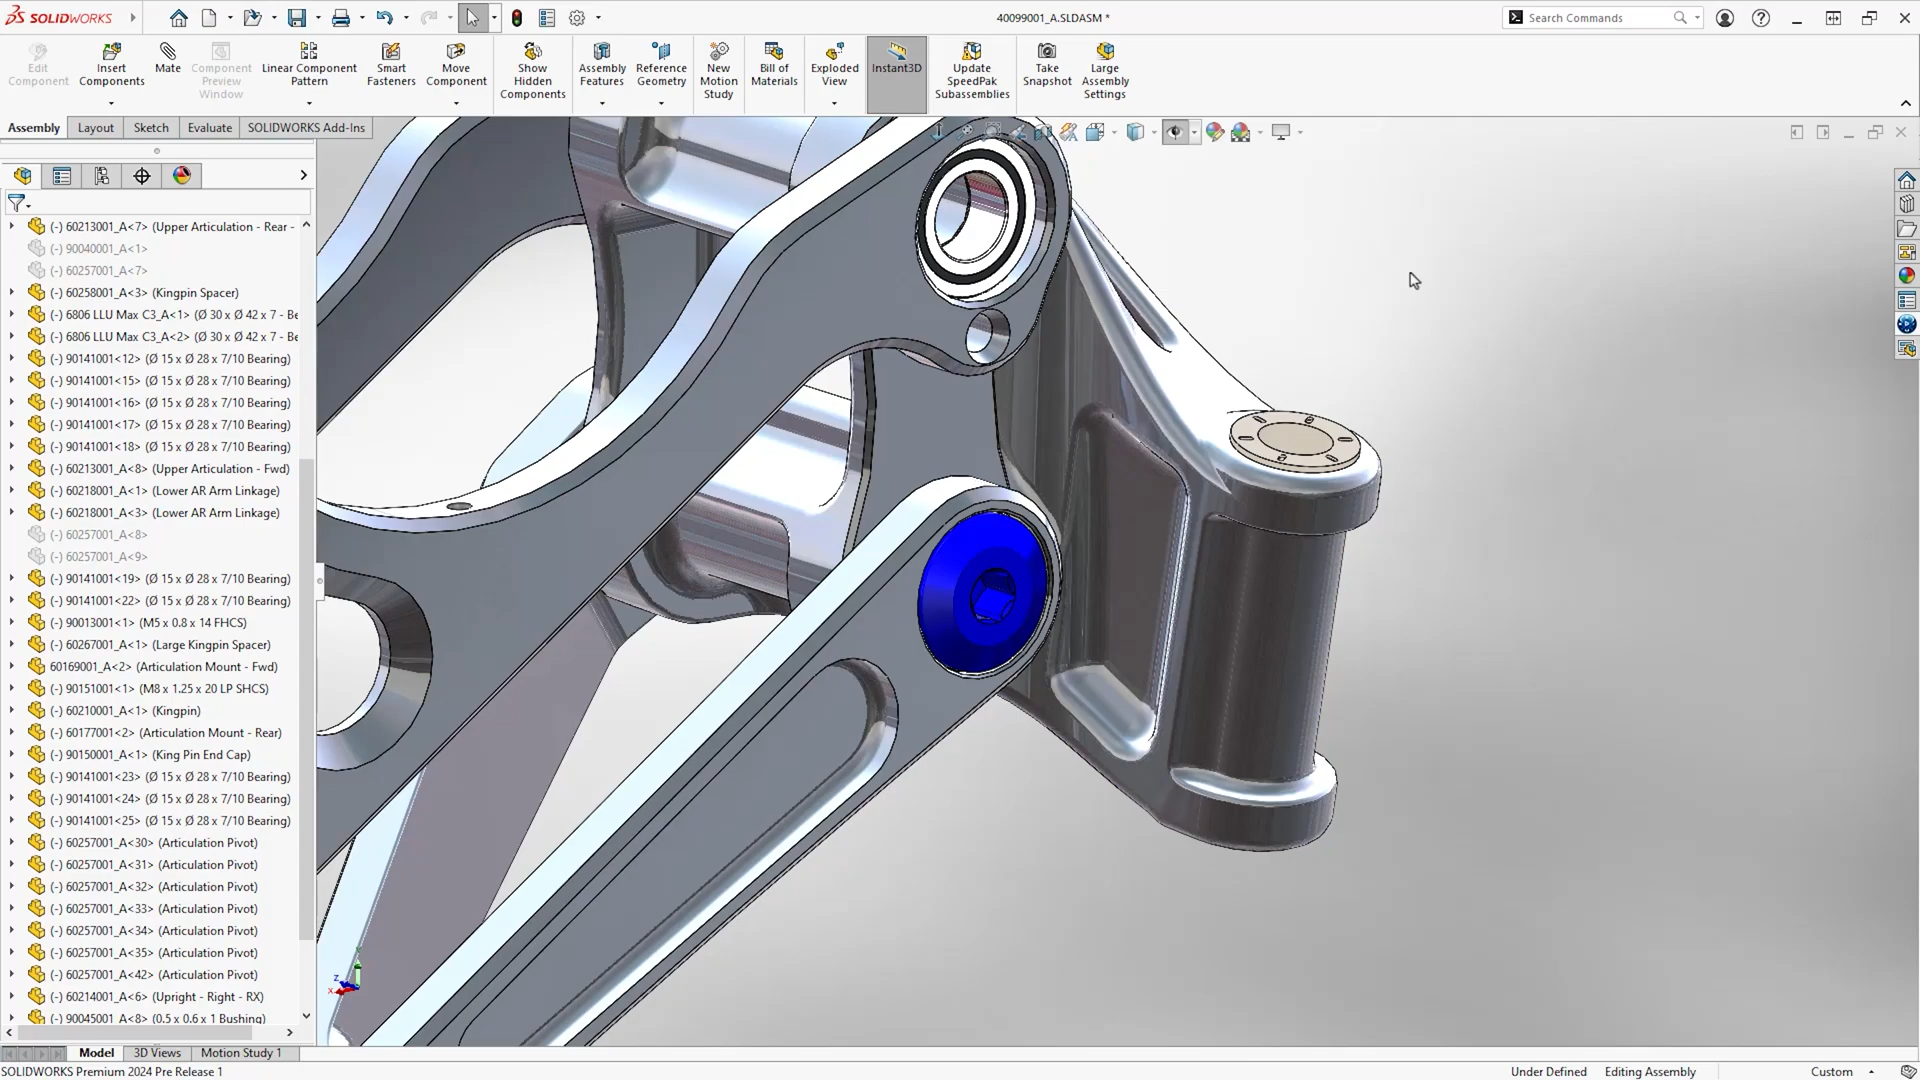 SOLIDWORKS
40099001_A.SLDASM *
Search Commands
Edit Component
Insert Components
Mate
Component Preview Window
Linear Component Pattern
Smart Fasteners
Move Component
Show Hidden Components
Assembly Features
Reference Geometry
New Motion Study
Bill of Materials
Exploded View
Instant3D
Update SpeedPak Subassemblies
Take Snapshot
Large Assembly Settings
Assembly
Layout
Sketch
Evaluate
SOLIDWORKS Add-Ins
(-) 60213001_A<7> (Upper Articulation - Rear -
(-) 90040001_A<1>
(-) 60257001_A<7>
(-) 60258001_A<3> (Kingpin Spacer)
(-) 6806 LLU Max C3_A<1> (Ø 30 x Ø 42 x 7 - Be
(-) 6806 LLU Max C3_A<2> (Ø 30 x Ø 42 x 7 - Be
(-) 90141001<12> (Ø 15 x Ø 28 x 7/10 Bearing)
(-) 90141001<15> (Ø 15 x Ø 28 x 7/10 Bearing)
(-) 90141001<16> (Ø 15 x Ø 28 x 7/10 Bearing)
(-) 90141001<17> (Ø 15 x Ø 28 x 7/10 Bearing)
(-) 90141001<18> (Ø 15 x Ø 28 x 7/10 Bearing)
(-) 60213001_A<8> (Upper Articulation - Fwd)
(-) 60218001_A<1> (Lower AR Arm Linkage)
(-) 60218001_A<3> (Lower AR Arm Linkage)
(-) 60257001_A<8>
(-) 60257001_A<9>
(-) 90141001<19> (Ø 15 x Ø 28 x 7/10 Bearing)
(-) 90141001<22> (Ø 15 x Ø 28 x 7/10 Bearing)
(-) 90013001<1> (M5 x 0.8 x 14 FHCS)
(-) 60267001_A<1> (Large Kingpin Spacer)
60169001_A<2> (Articulation Mount - Fwd)
(-) 90151001<1> (M8 x 1.25 x 20 LP SHCS)
(-) 60210001_A<1> (Kingpin)
(-) 60177001<2> (Articulation Mount - Rear)
(-) 90150001_A<1> (King Pin End Cap)
(-) 90141001<23> (Ø 15 x Ø 28 x 7/10 Bearing)
(-) 90141001<24> (Ø 15 x Ø 28 x 7/10 Bearing)
(-) 90141001<25> (Ø 15 x Ø 28 x 7/10 Bearing)
(-) 60257001_A<30> (Articulation Pivot)
(-) 60257001_A<31> (Articulation Pivot)
(-) 60257001_A<32> (Articulation Pivot)
(-) 60257001_A<33> (Articulation Pivot)
(-) 60257001_A<34> (Articulation Pivot)
(-) 60257001_A<35> (Articulation Pivot)
(-) 60257001_A<42> (Articulation Pivot)
(-) 60214001_A<6> (Upright - Right - RX)
(-) 90045001_A<8> (0.5 x 0.6 x 1 Bushing)
Y
Z
X
Model
3D Views
Motion Study 1
SOLIDWORKS Premium 2024 Pre Release 1
Under Defined
Editing Assembly
Custom